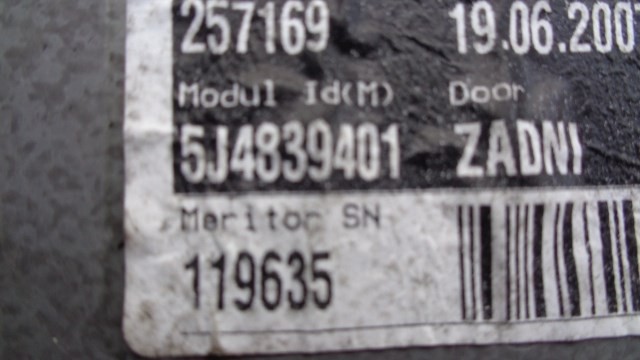 257169 19.06.200
Modul Id(M) Door
5J4839401 ZADNI
Meritor SN
119635